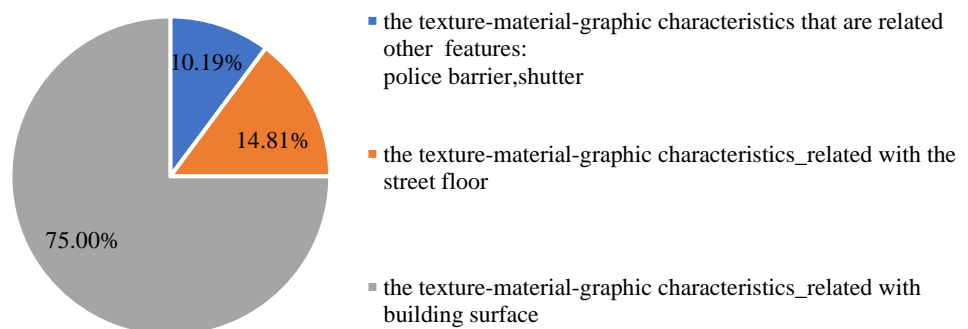 10.19%
14.81%
75.00%
the texture-material-graphic characteristics that are related
other features:
police barrier,shutter
the texture-material-graphic characteristics_related with the
street floor
the texture-material-graphic characteristics_related with
building surface